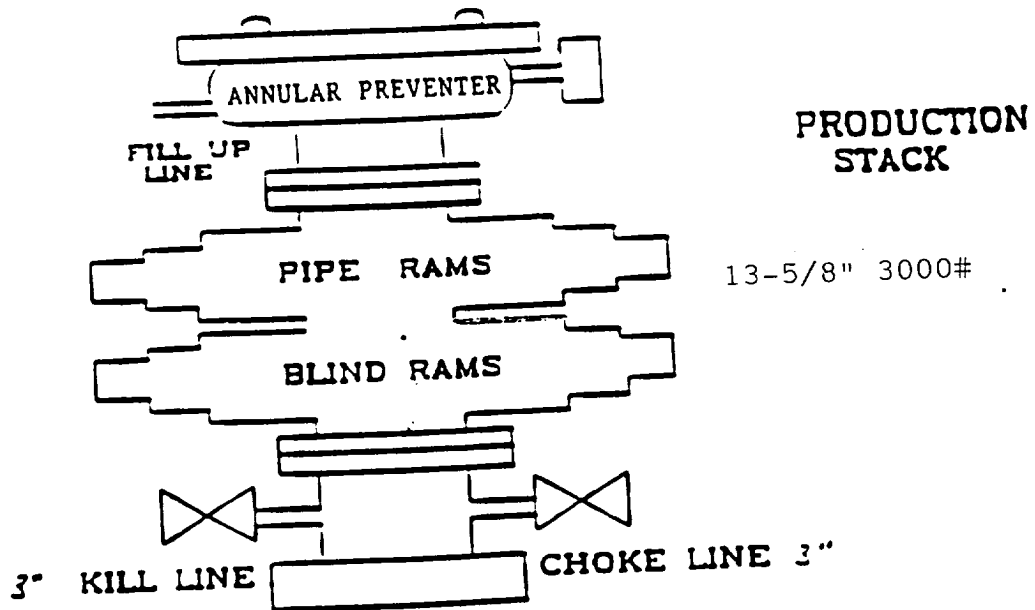 ANNULAR PREVENTER
FILL UP
LINE
PRODUCTION
STACK
PIPE RAMS
13-5/8" 3000#
BLIND RAMS
3" KILL LINE
CHOKE LINE 3"